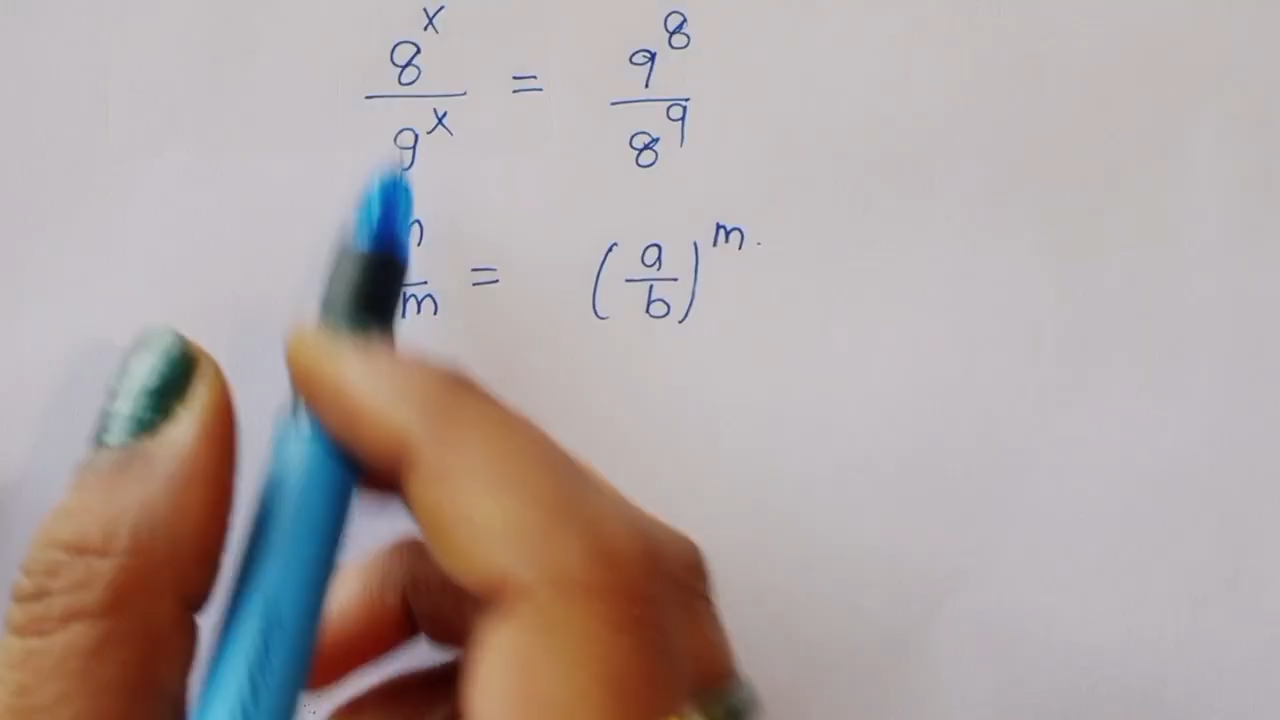 8^x / 9^x = 9^8 / 8^9
m / m = (a/b)^m.